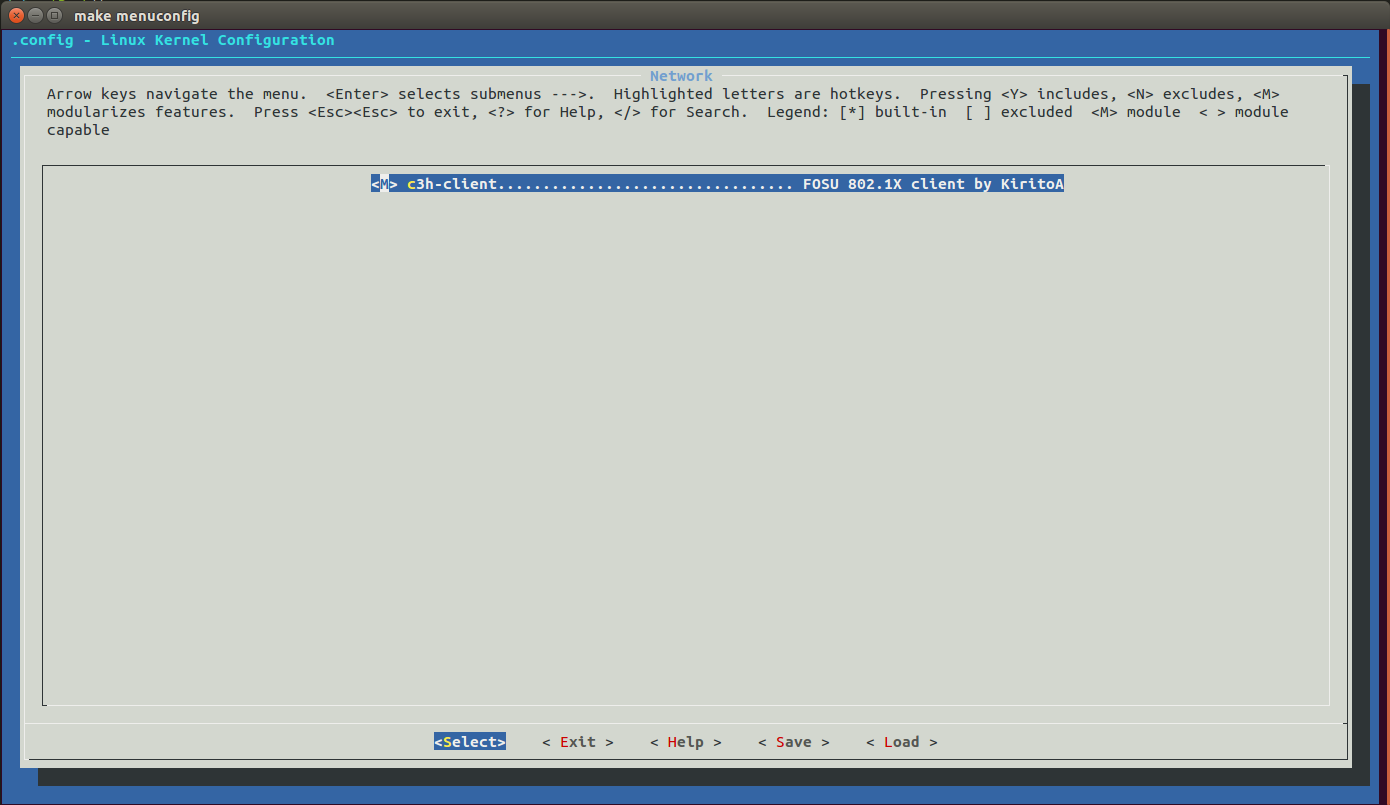 make menuconfig
.config - Linux Kernel Configuration
Network
Arrow keys navigate the menu.  <Enter> selects submenus --->.  Highlighted letters are hotkeys.  Pressing <Y> includes, <N> excludes, <M>
modularizes features.  Press <Esc><Esc> to exit, <?> for Help, </> for Search.  Legend: [*] built-in  [ ] excluded  <M> module  < > module
capable
<M> c3h-client................................. FOSU 802.1X client by KiritoA
<Select>    < Exit >    < Help >    < Save >    < Load >